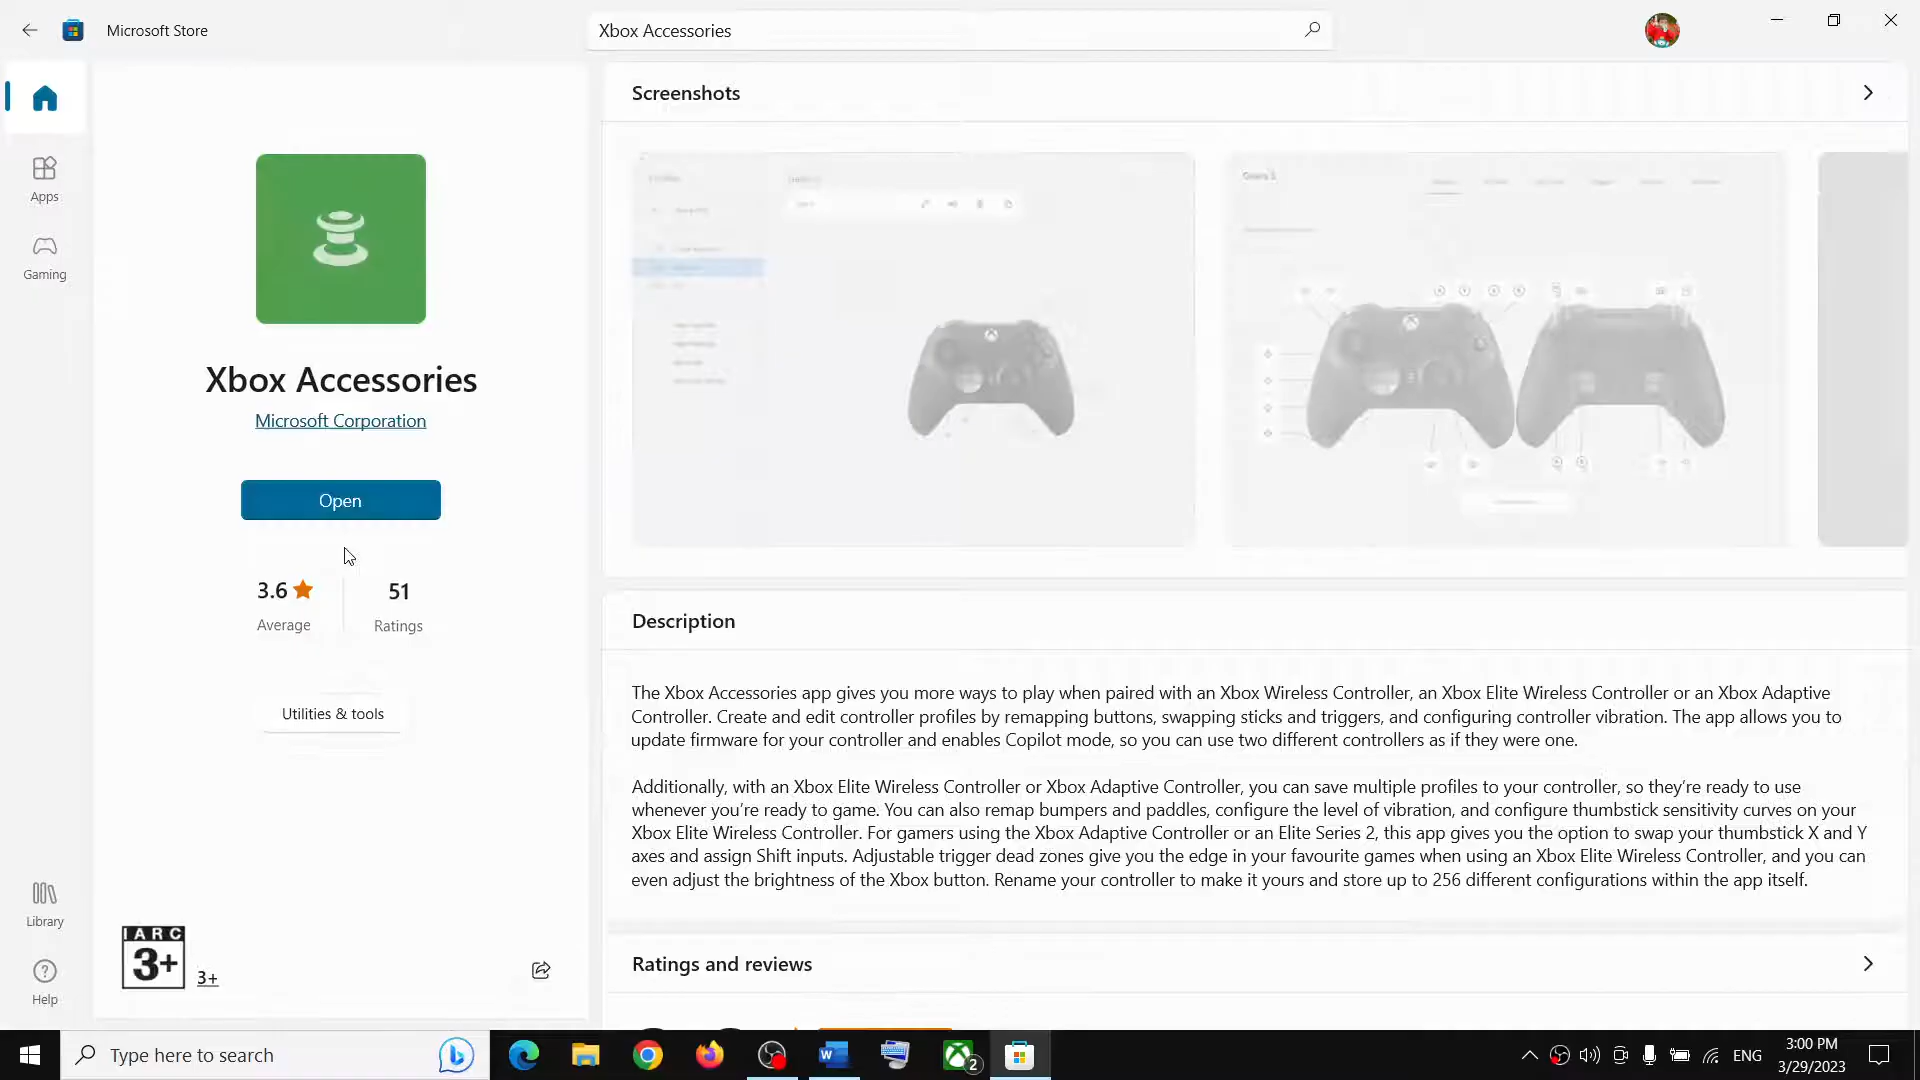 Microsoft Store
Xbox Accessories
Apps
Gaming
Library
Help
Xbox Accessories
Microsoft Corporation
Open
3.6
Average
51
Ratings
Utilities & tools
IARC
3+
3+
Screenshots
Description
The Xbox Accessories app gives you more ways to play when paired with an Xbox Wireless Controller, an Xbox Elite Wireless Controller or an Xbox Adaptive
Controller. Create and edit controller profiles by remapping buttons, swapping sticks and triggers, and configuring controller vibration. The app allows you to
update firmware for your controller and enables Copilot mode, so you can use two different controllers as if they were one.
Additionally, with an Xbox Elite Wireless Controller or Xbox Adaptive Controller, you can save multiple profiles to your controller, so they’re ready to use
whenever you’re ready to game. You can also remap bumpers and paddles, configure the level of vibration, and configure thumbstick sensitivity curves on your
Xbox Elite Wireless Controller. For gamers using the Xbox Adaptive Controller or an Elite Series 2, this app gives you the option to swap your thumbstick X and Y
axes and assign Shift inputs. Adjustable trigger dead zones give you the edge in your favourite games when using an Xbox Elite Wireless Controller, and you can
even adjust the brightness of the Xbox button. Rename your controller to make it yours and store up to 256 different configurations within the app itself.
Ratings and reviews
Type here to search
2
ENG
3:00 PM
3/29/2023